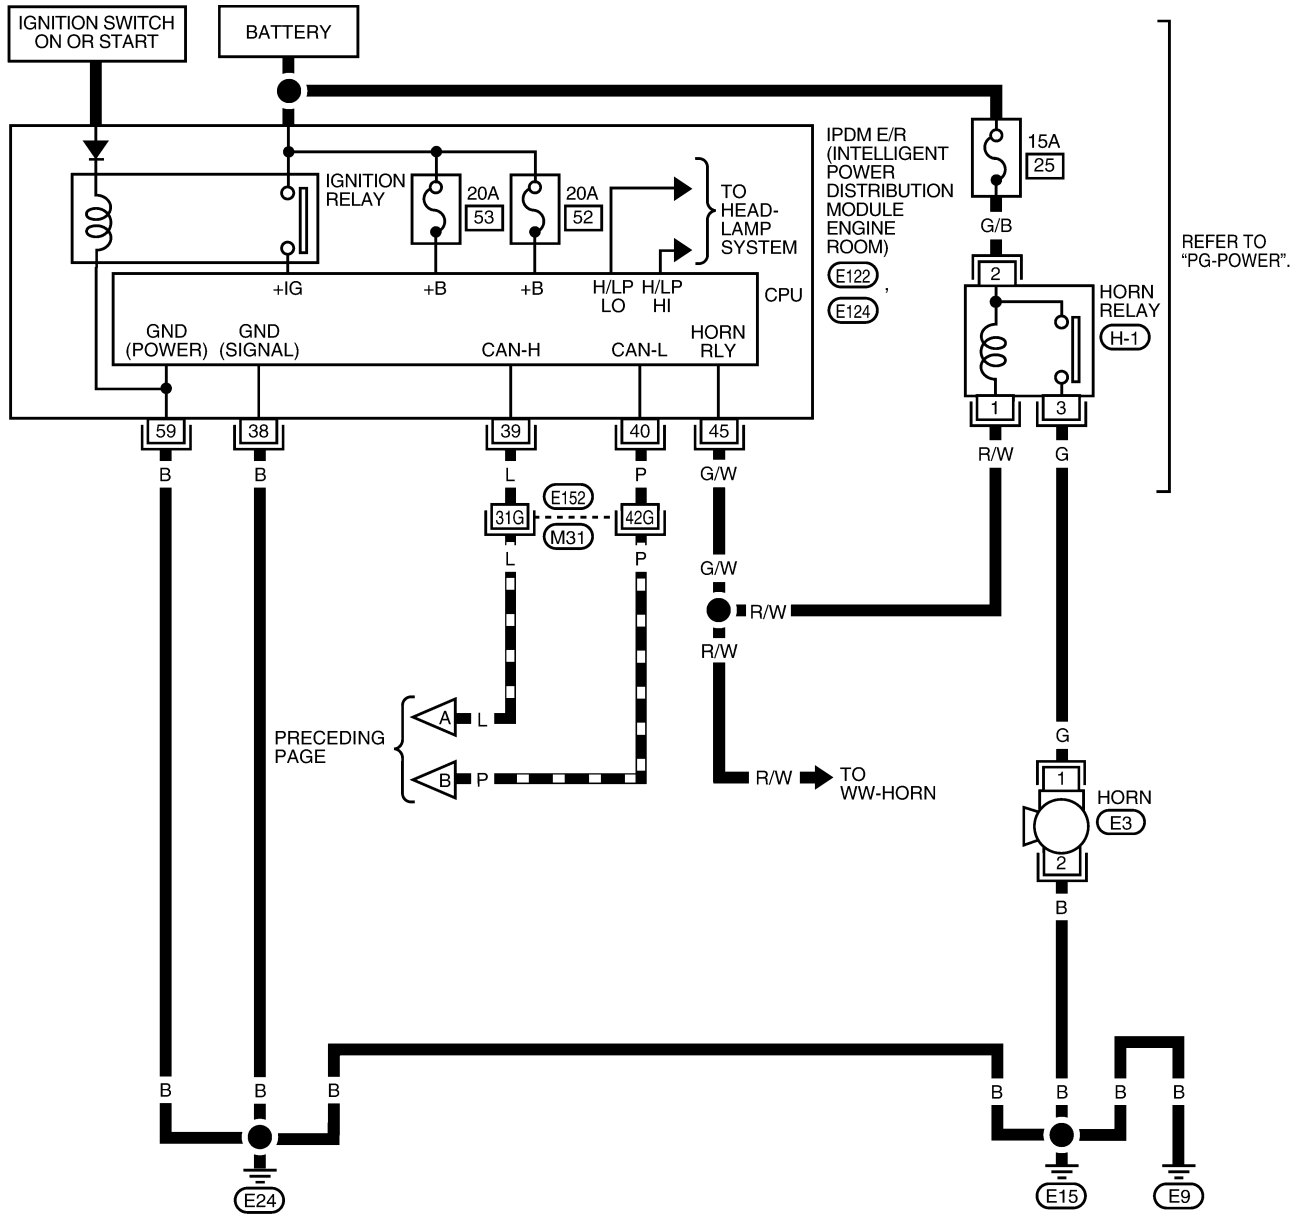 IGNITION SWITCH
ON OR START
BATTERY
IPDM E/R
(INTELLIGENT
POWER
DISTRIBUTION
MODULE
ENGINE
ROOM)
E122 ,
E124
15A
25
G/B
2
REFER TO
“PG-POWER”.
IGNITION
RELAY
20A
53
20A
52
TO
HEAD-
LAMP
SYSTEM
HORN
RELAY
H-1
+IG
+B
+B
H/LP
LO
H/LP
HI
CPU
GND
(POWER)
GND
(SIGNAL)
CAN-H
CAN-L
HORN
RLY
1
3
59
38
39
40
45
R/W
G
B
B
L
P
G/W
E152
31G
42G
M31
L
P
G/W
R/W
R/W
A
L
PRECEDING
PAGE
B
P
R/W
TO
WW-HORN
G
1
HORN
E3
2
B
B
B
B
B
B
B
B
E24
E15
E9